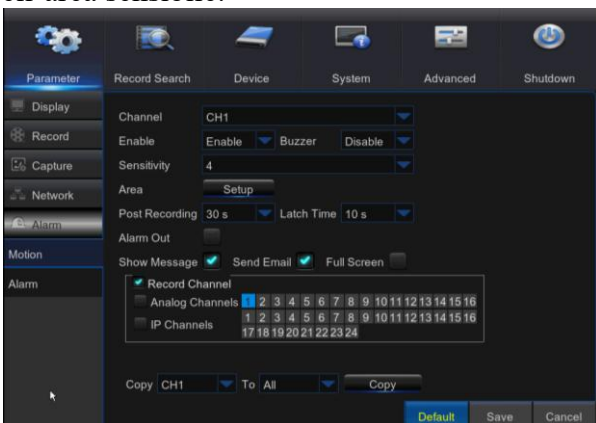 Parameter Record Search Device System Advanced Shutdown
Display
Record
Capture
Network
Alarm
Motion
Alarm
Channel CH1
Enable Enable Buzzer Disable
Sensitivity 4
Area Setup
Post Recording 30 s Latch Time 10 s
Alarm Out
Show Message Send Email Full Screen
Record Channel
Analog Channels 1 2 3 4 5 6 7 8 9 10 11 12 13 14 15 16
IP Channels 1 2 3 4 5 6 7 8 9 10 11 12 13 14 15 16
17 18 19 20 21 22 23 24
Copy CH1 To All Copy
Default Save Cancel